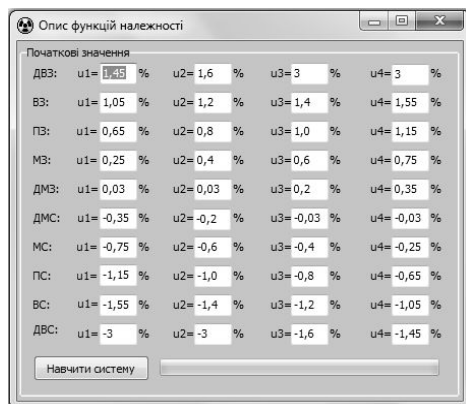 Опис функцій належності
Початкові значення
ДВЗ: u1= 1,45 % u2= 1,6 % u3= 3 % u4= 3 %
ВЗ: u1= 1,05 % u2= 1,2 % u3= 1,4 % u4= 1,55 %
ПЗ: u1= 0,65 % u2= 0,8 % u3= 1,0 % u4= 1,15 %
МЗ: u1= 0,25 % u2= 0,4 % u3= 0,6 % u4= 0,75 %
ДМЗ: u1= 0,03 % u2= 0,03 % u3= 0,2 % u4= 0,35 %
ДМС: u1= -0,35 % u2= -0,2 % u3= -0,03 % u4= -0,03 %
МС: u1= -0,75 % u2= -0,6 % u3= -0,4 % u4= -0,25 %
ПС: u1= -1,15 % u2= -1,0 % u3= -0,8 % u4= -0,65 %
ВС: u1= -1,55 % u2= -1,4 % u3= -1,2 % u4= -1,05 %
ДВС: u1= -3 % u2= -3 % u3= -1,6 % u4= -1,45 %
Навчити систему